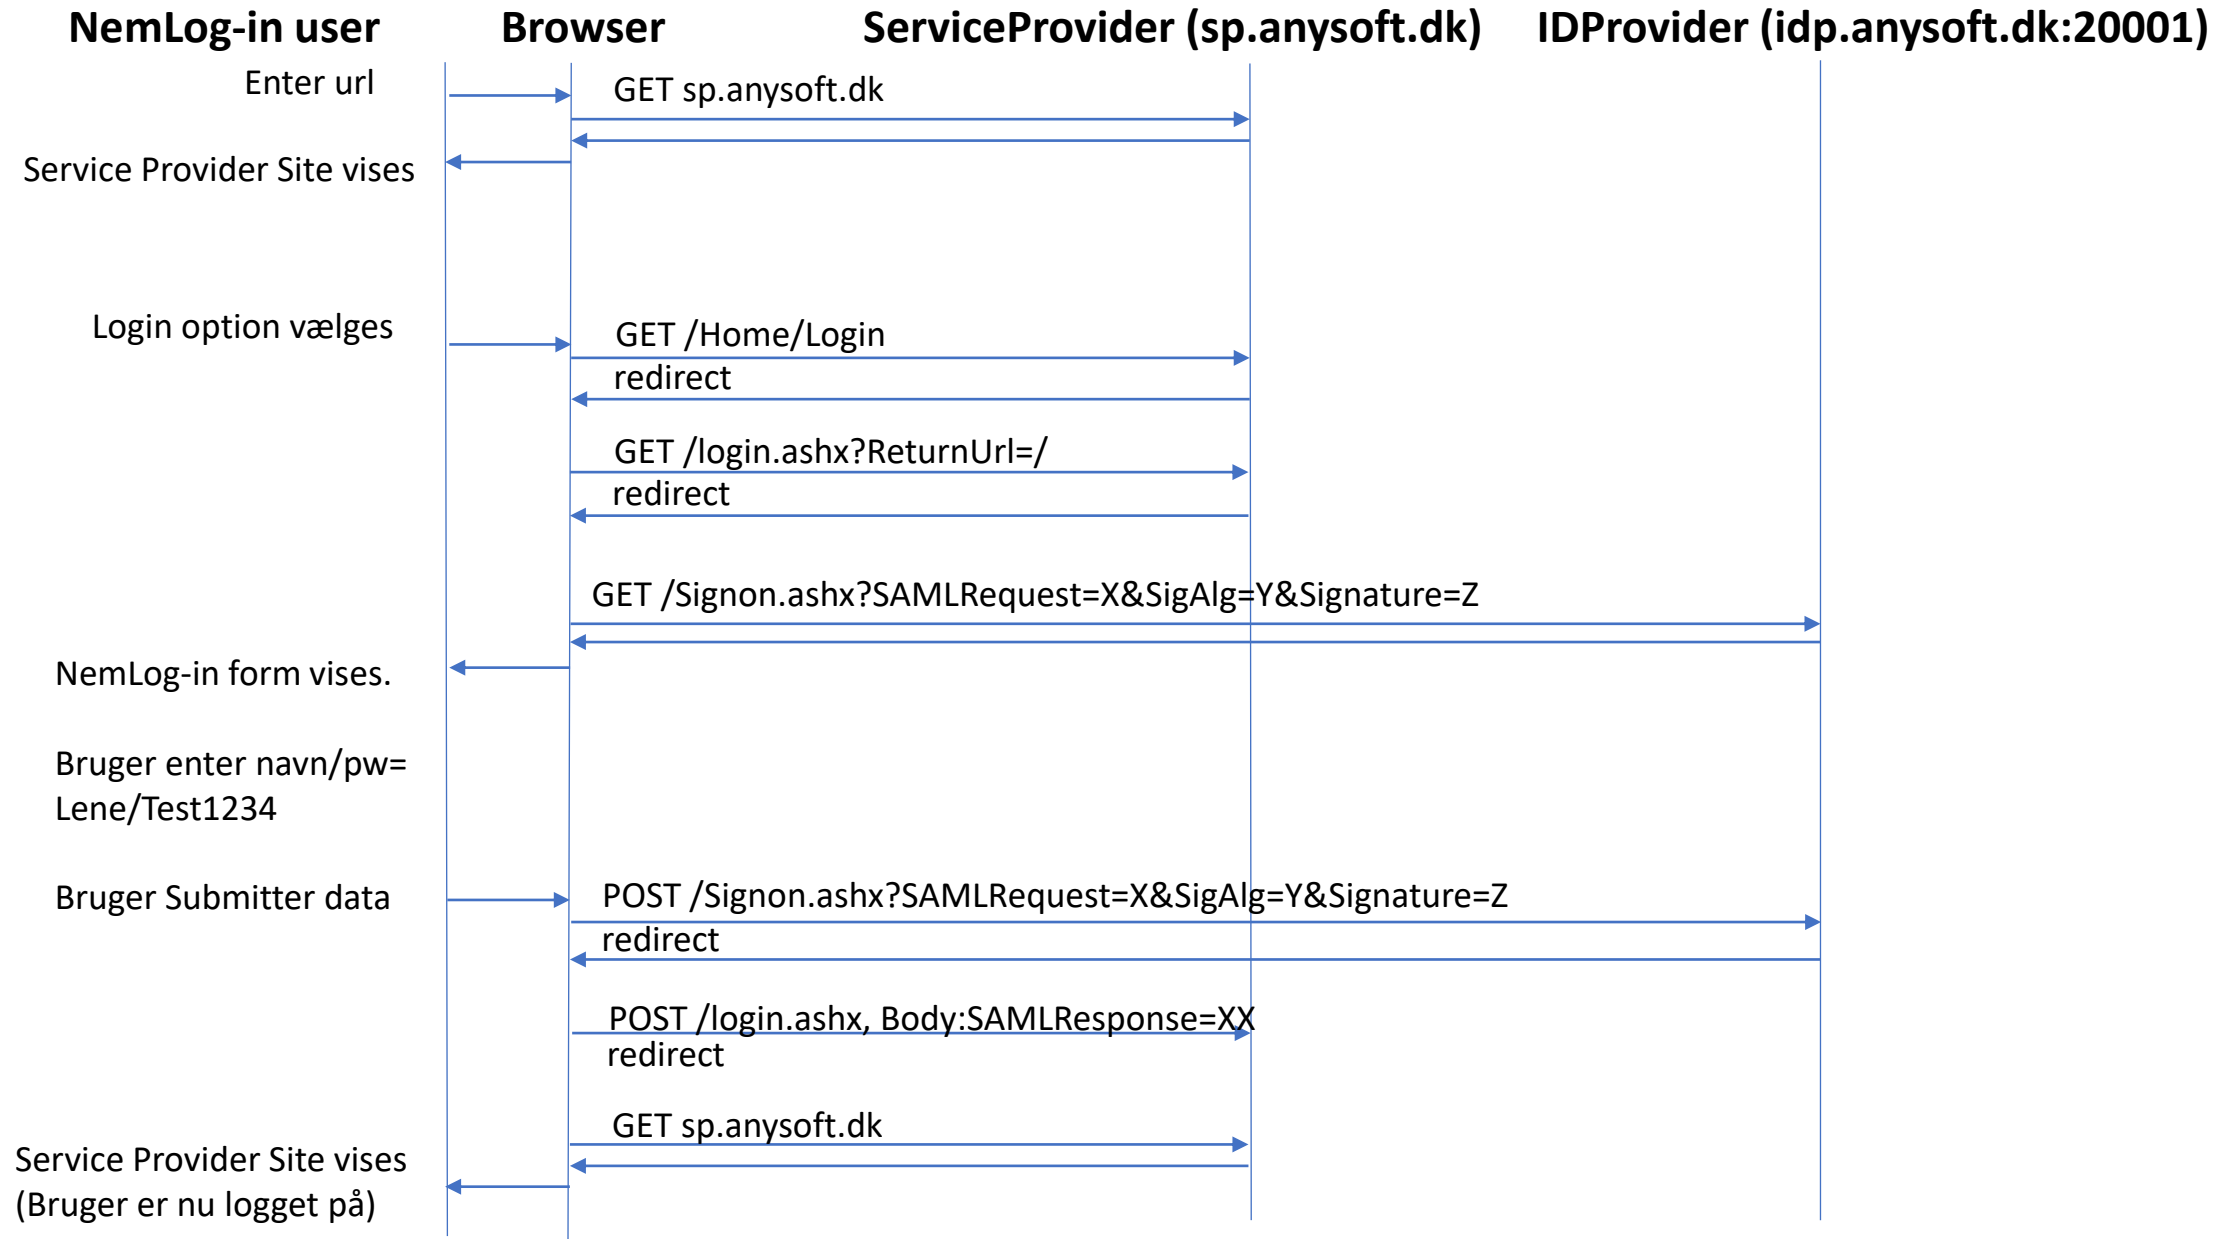 NemLog-in user
Browser
ServiceProvider (sp.anysoft.dk)
IDProvider (idp.anysoft.dk:20001)
Enter url
GET sp.anysoft.dk
Service Provider Site vises
Login option vælges
GET /Home/Login
redirect
GET /login.ashx?ReturnUrl=/
redirect
GET /Signon.ashx?SAMLRequest=X&SigAlg=Y&Signature=Z
NemLog-in form vises.
Bruger enter navn/pw=
Lene/Test1234
Bruger Submitter data
POST /Signon.ashx?SAMLRequest=X&SigAlg=Y&Signature=Z
redirect
POST /login.ashx, Body:SAMLResponse=XX
redirect
GET sp.anysoft.dk
Service Provider Site vises
(Bruger er nu logget på)